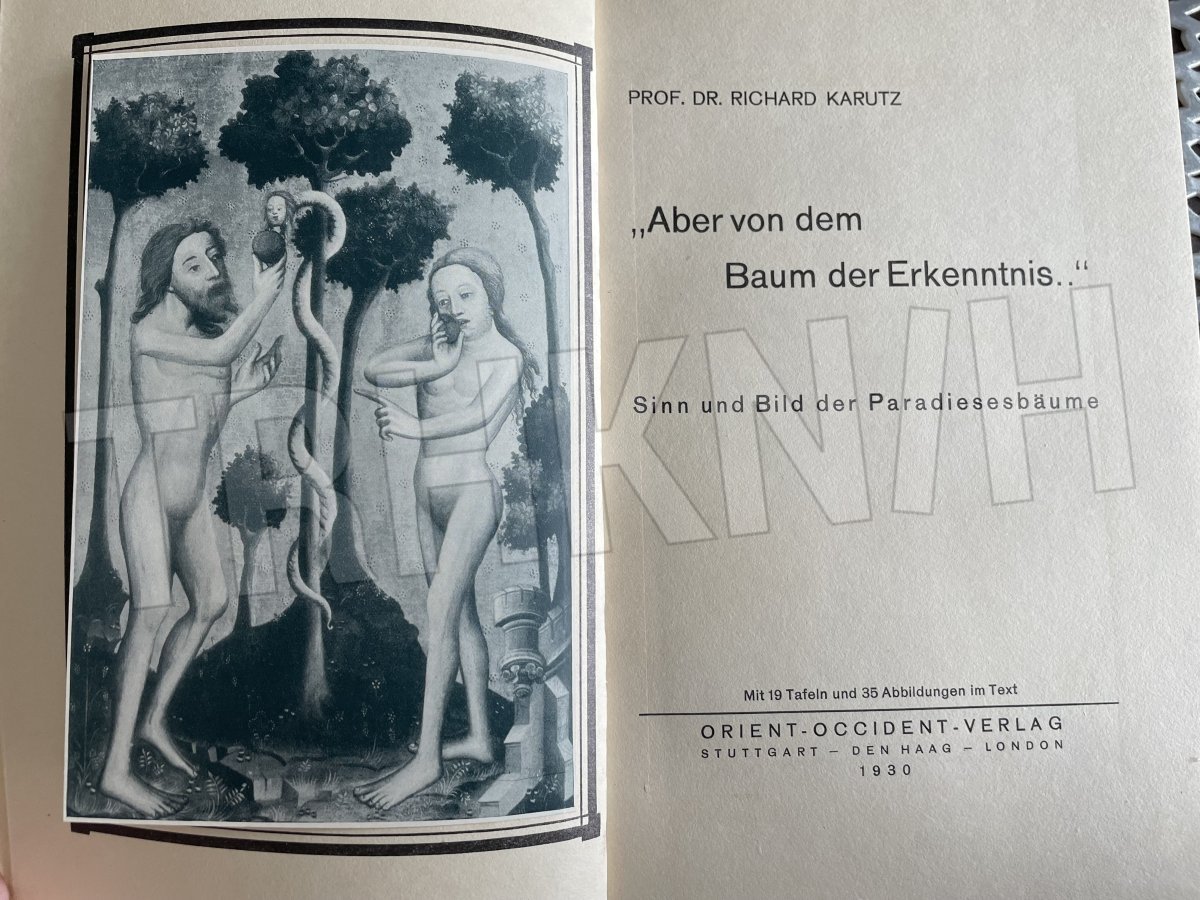 PROF. DR. RICHARD KARUTZ
„Aber von dem
Baum der Erkenntnis..“
Sinn und Bild der Paradiesesbäume
Mit 19 Tafeln und 35 Abbildungen im Text
ORIENT-OCCIDENT-VERLAG
STUTTGART – DEN HAAG – LONDON
1930